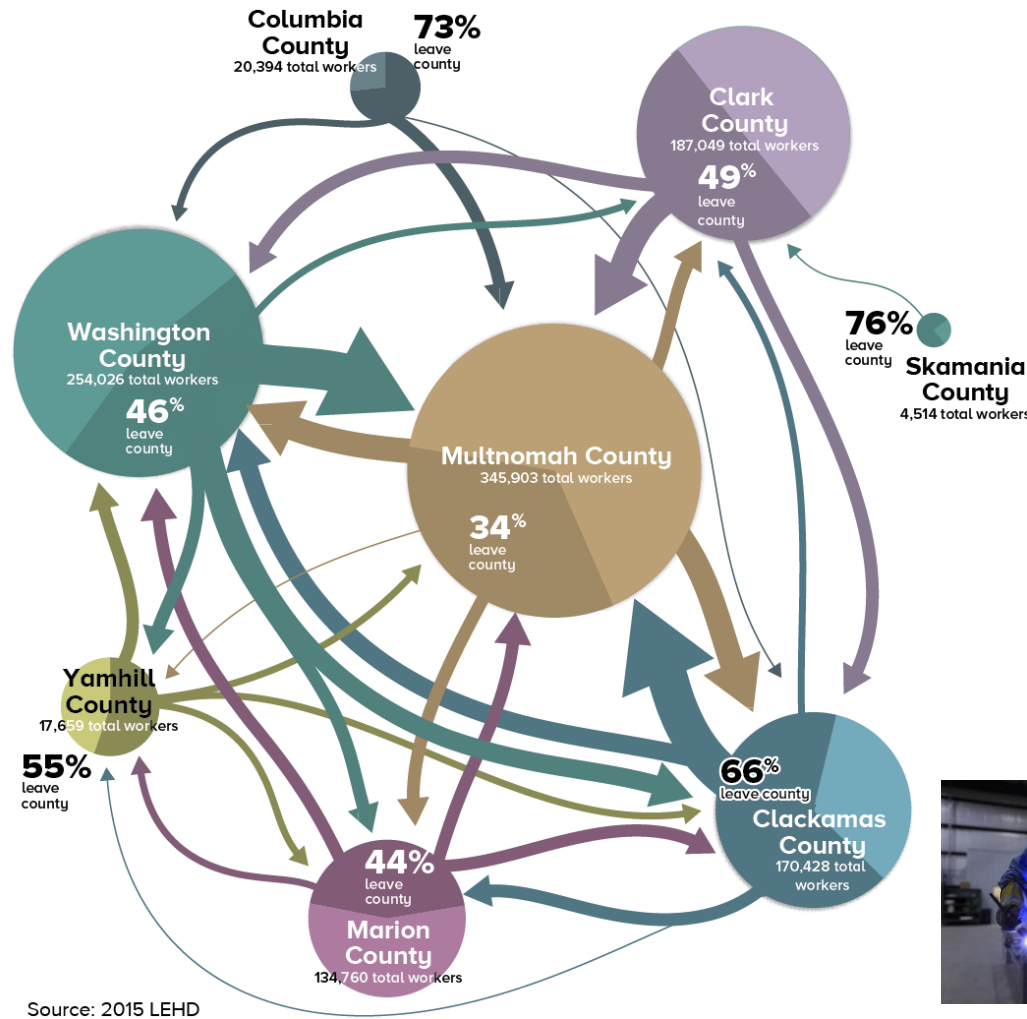 Columbia
County
20,394 total workers
73%
leave
county
Clark
County
187,049 total workers
49%
leave
county
Washington
County
254,026 total workers
46%
leave
county
76%
leave
county
Skamania
County
4,514 total workers
Multnomah County
345,903 total workers
34%
leave
county
Yamhill
County
17,659 total workers
55%
leave
county
66%
leave county
Clackamas
County
170,428 total
workers
44%
leave
county
Marion
County
134,760 total workers
Source: 2015 LEHD